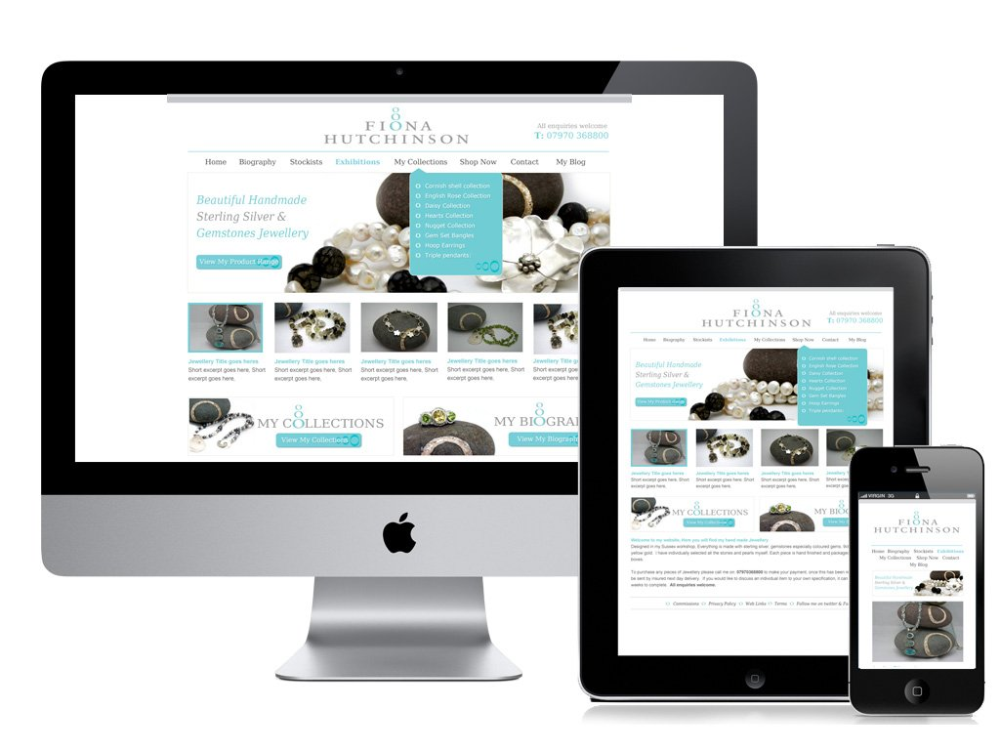 FIONA
HUTCHINSON
All enquiries welcome
T: 07970 368800
Home Biography Stockists Exhibitions My Collections Shop Now Contact My Blog
Beautiful Handmade
Sterling Silver &
Gemstones Jewellery
View My Product Range
Cornish shell collection
English Rose Collection
Daisy Collection
Hearts Collection
Nugget Collection
Gem Set Bangles
Hoop Earrings
Triple pendants:
Jewellery Title goes heres Jewellery Title goes heres Jewellery Title goes heres Jewellery Title goes heres Jewellery
Short excerpt goes here, Short Short excerpt goes here, Short excerpt goes here, Short excerpt goes here, Short Short exc
excerpt goes here. Short excerpt goes here. Short excerpt goes here. excerpt goes here. Short exc
MY COLLECTIONS
View My Collections
MY BIOGRA
View My Biograph
FIONA
HUTCHINSON
All enquiries welcome
T: 07970 368800
Home Biography Stockists Exhibitions My Collections Shop Now Contact My Blog
Beautiful Handmade
Sterling Silver &
Gemstones Jewellery
View My Product Range
Cornish shell collection
English Rose Collection
Daisy Collection
Hearts Collection
Nugget Collection
Gem Set Bangles
Hoop Earrings
Triple pendants:
Jewellery Title goes heres Jewellery Title goes heres Jewellery Title goes heres Jewellery Title
Short excerpt goes here, Short Short excerpt goes here, Short excerpt goes here, Short excerpt
excerpt goes here. Short excerpt goes here. Short excerpt goes here. excerpt
MY COLLECTIONS
View My Collections
MY BIO
View My
Welcome to my website, Here you will find my hand made Jewellery
Designed in my Sussex workshop, Everything is made with sterling silver, gemstones especially coloured gems,
yellow gold. I have individually selected all the stones and pearls myself. Each piece is hand finished and packaged
boxes.
To purchase any pieces of Jewellery please call me on 07970368800 to make your payment, once this has been
be sent by insured next day delivery. If you would like to discuss an individual item to your own specification, it can
weeks to complete. All enquiries welcome.
Commissions Privacy Policy Web Links Terms Follow me on twitter &
VIRGIN 3G
FIONA
HUTCHINSON
Home Biography Stockists Exhibitions
My Collections Shop Now Contact
My Blog
Beautiful Handmade
Sterling Silver &
Gemstones Jewellery